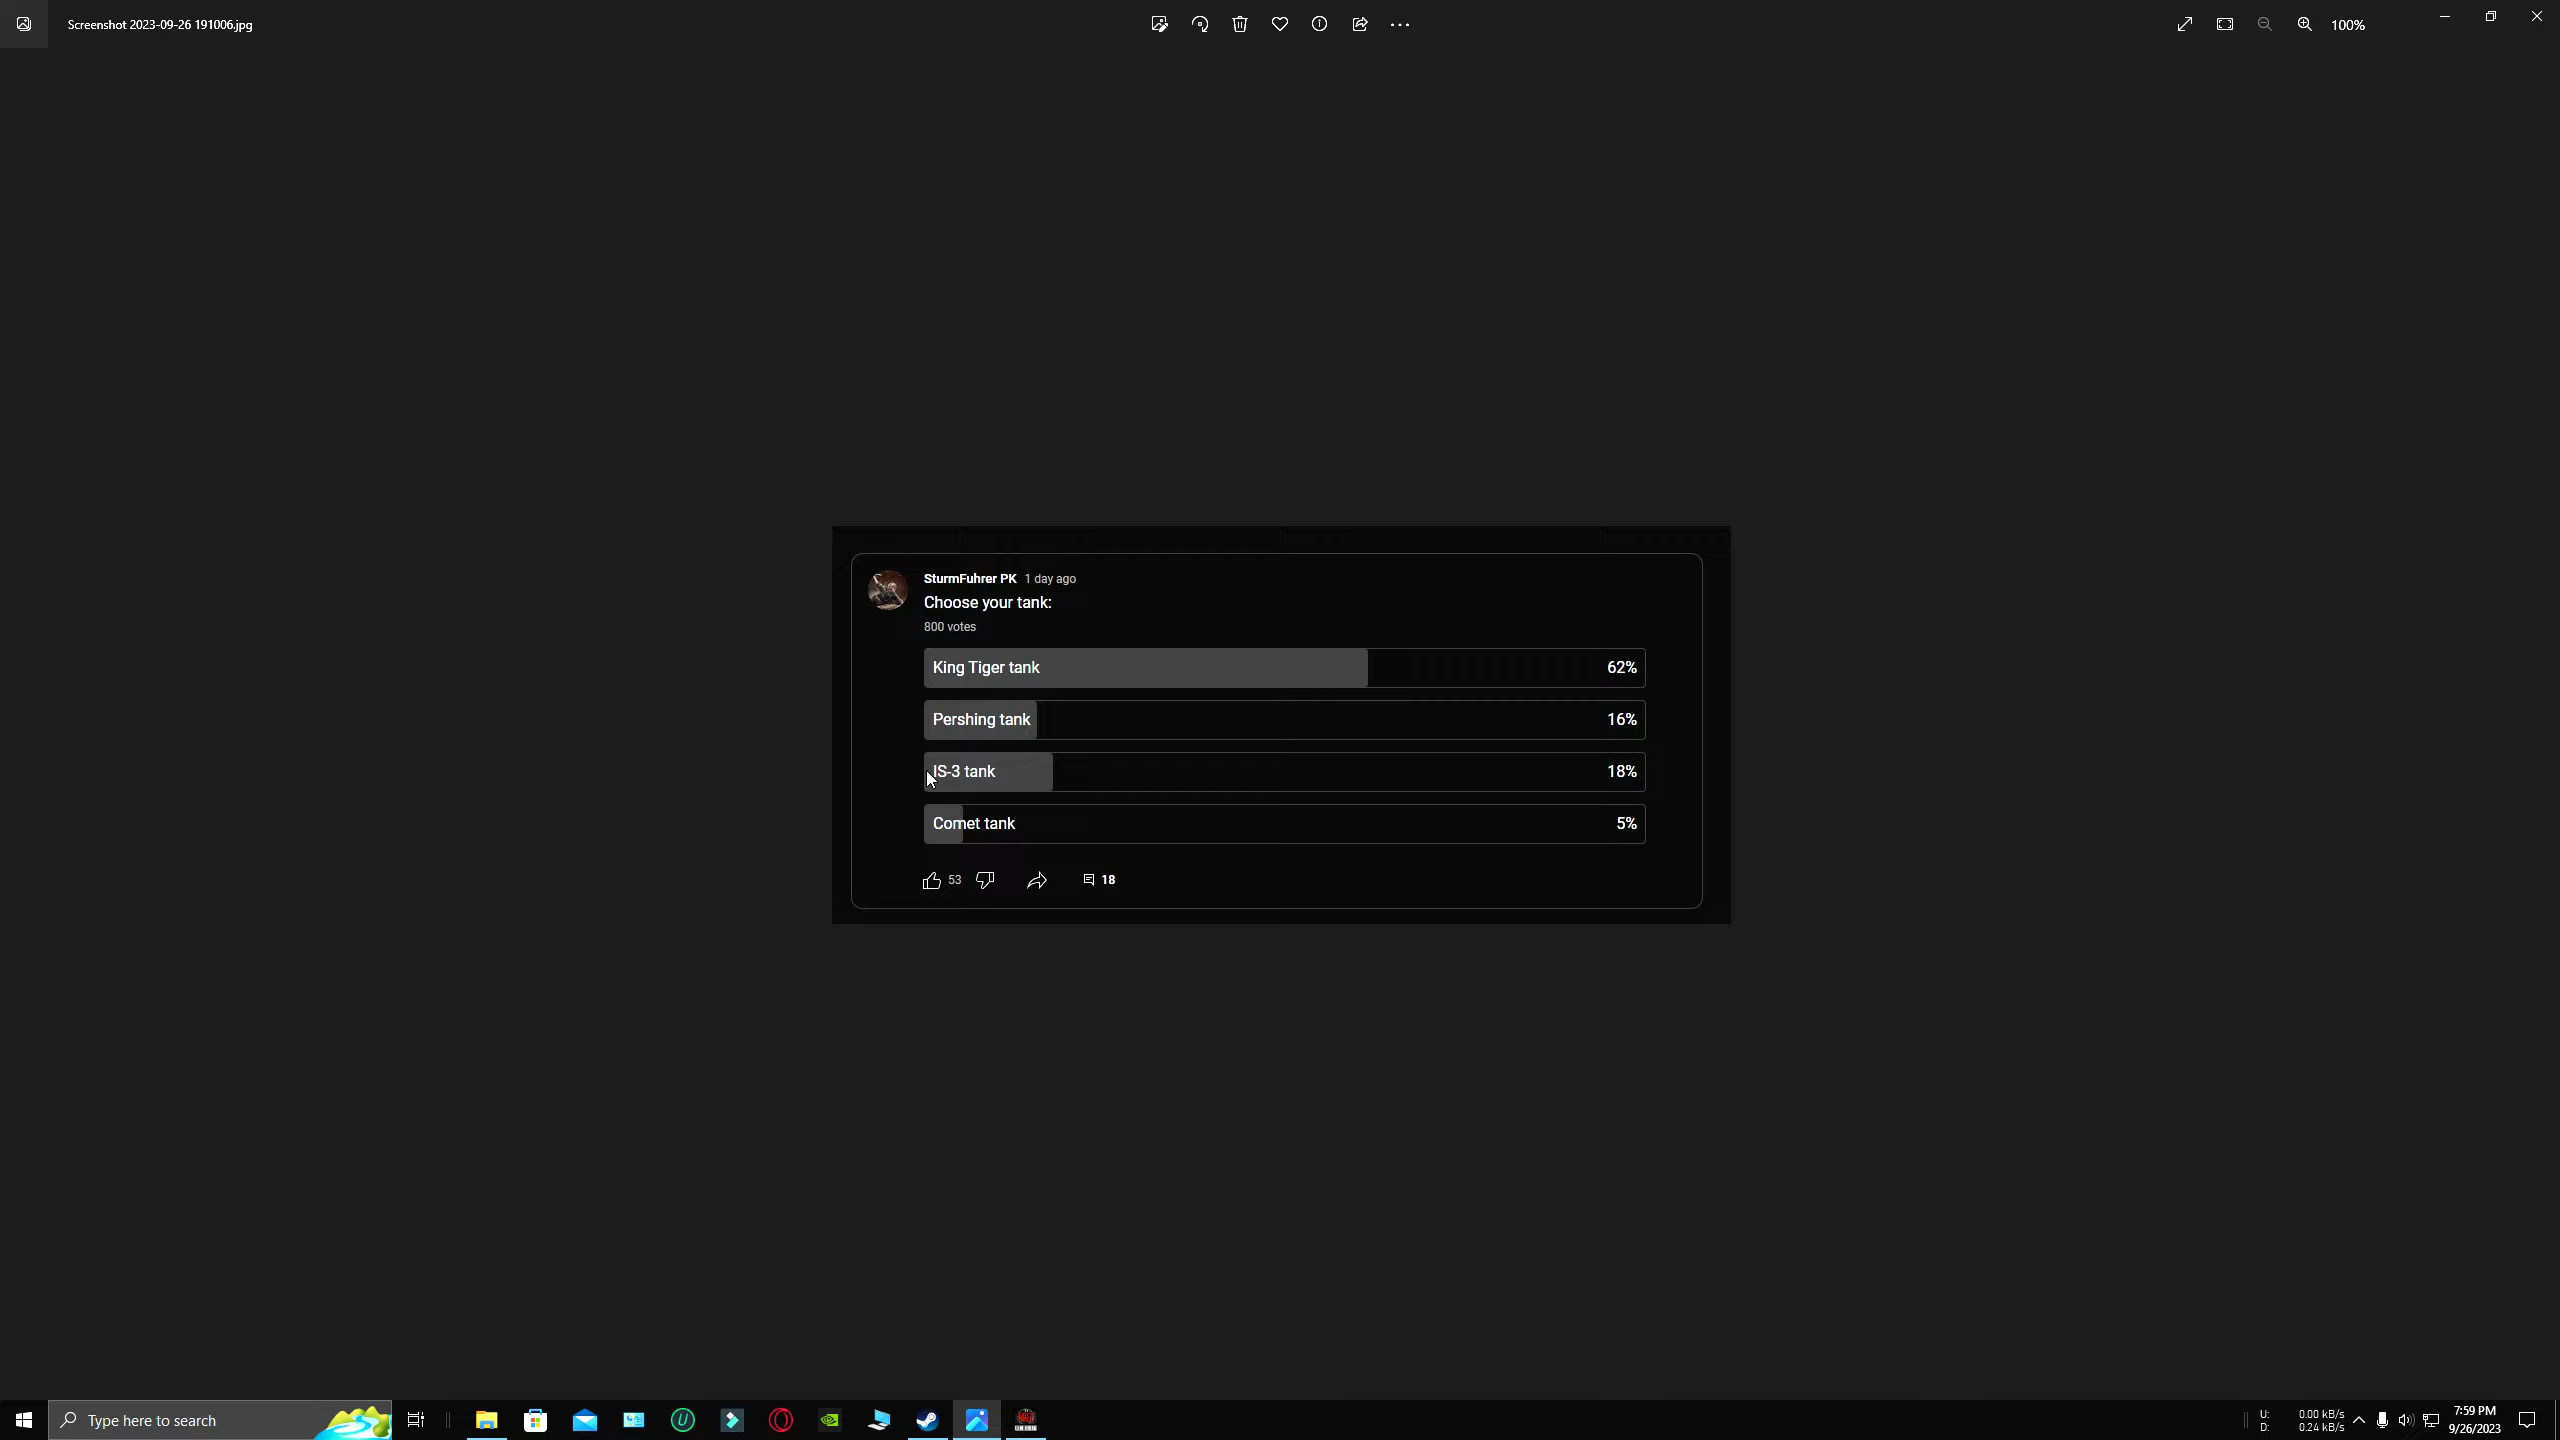 Screenshot 2023-09-26 191006.jpg
100%
SturmFuhrer PK 1 day ago
Choose your tank:
800 votes
King Tiger tank 62%
Pershing tank 16%
IS-3 tank 18%
Comet tank 5%
53 18
Type here to search
U: 0.00 kB/s
D: 0.24 kB/s
7:59 PM
9/26/2023